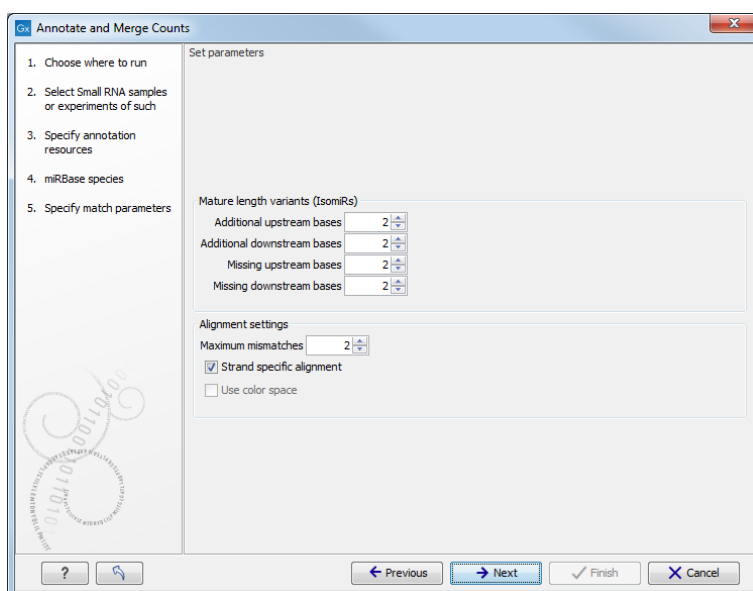 Gx Annotate and Merge Counts
1. Choose where to run
2. Select Small RNA samples
or experiments of such
3. Specify annotation
resources
4. miRBase species
5. Specify match parameters
Set parameters
Mature length variants (IsomiRs)
Additional upstream bases 2
Additional downstream bases 2
Missing upstream bases 2
Missing downstream bases 2
Alignment settings
Maximum mismatches 2
Strand specific alignment
Use color space
? Previous Next Finish Cancel